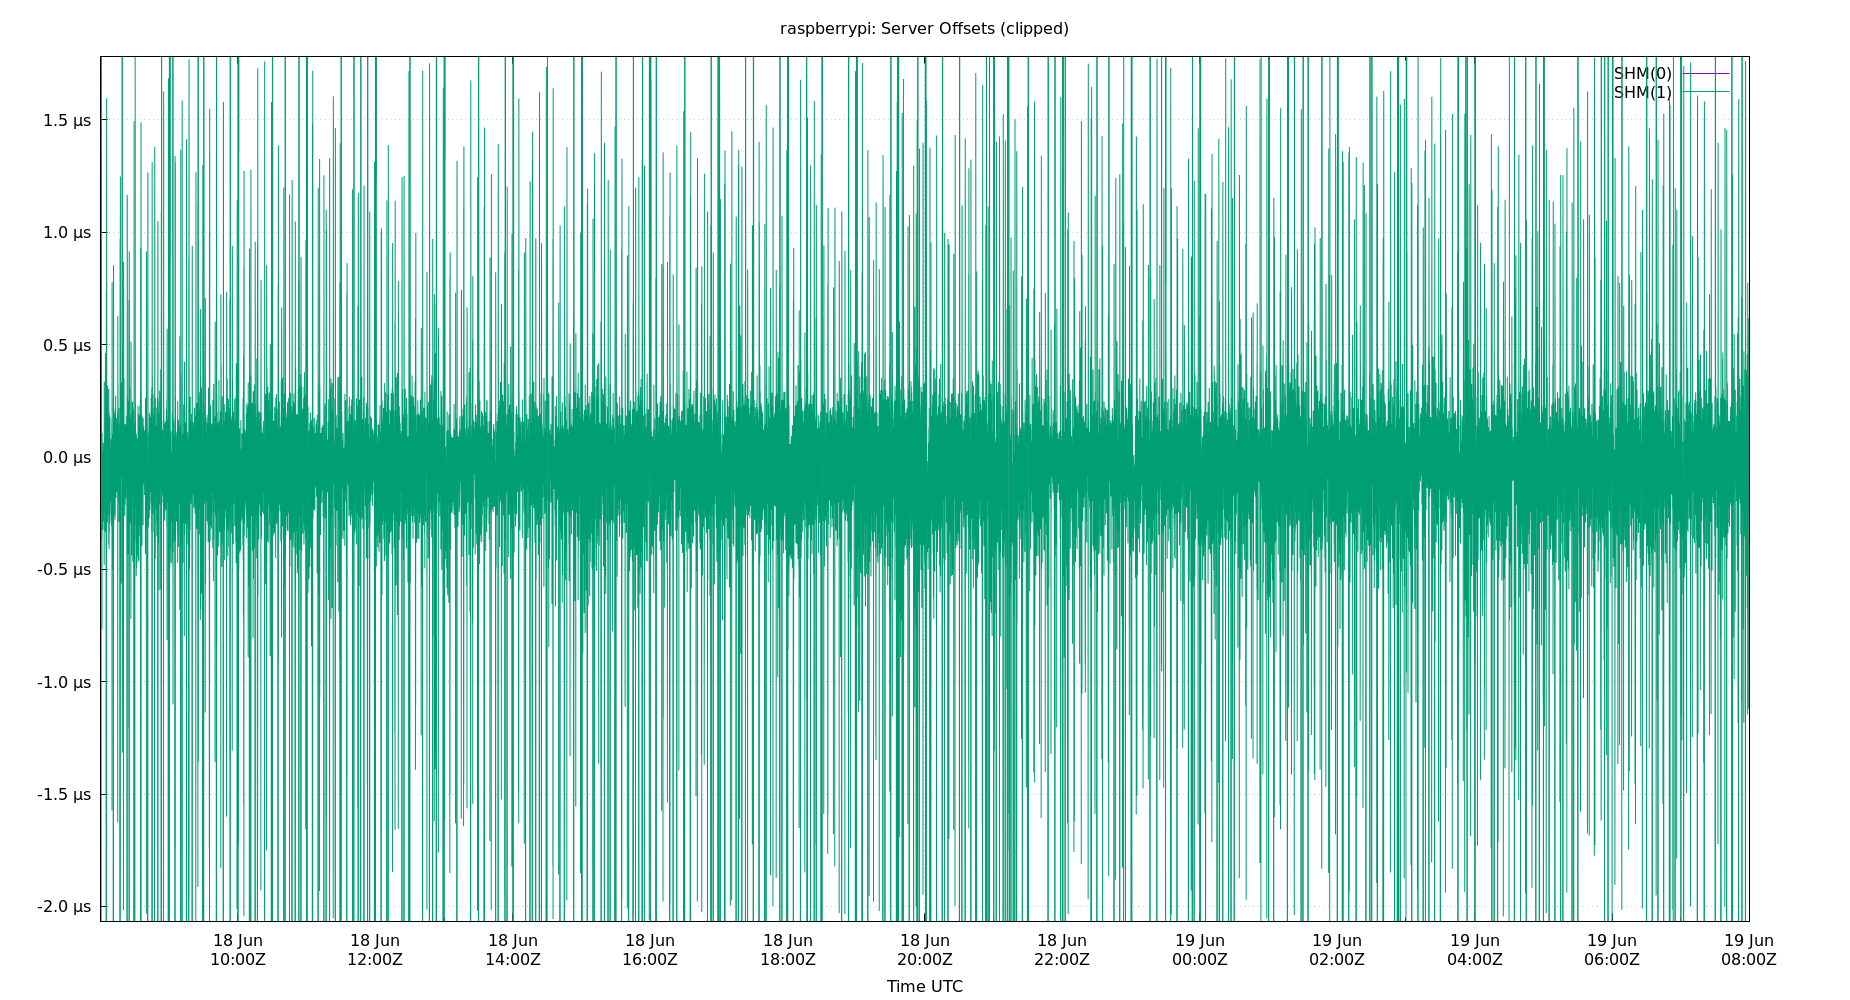 raspberrypi: Server Offsets (clipped)
SHM(0)
SHM(1)
1.5 µs
1.0 µs
0.5 µs
0.0 µs
-0.5 µs
-1.0 µs
-1.5 µs
-2.0 µs
18 Jun 18 Jun 18 Jun 18 Jun 18 Jun 18 Jun 18 Jun 19 Jun 19 Jun 19 Jun 19 Jun 19 Jun
10:00Z 12:00Z 14:00Z 16:00Z 18:00Z 20:00Z 22:00Z 00:00Z 02:00Z 04:00Z 06:00Z 08:00Z
Time UTC